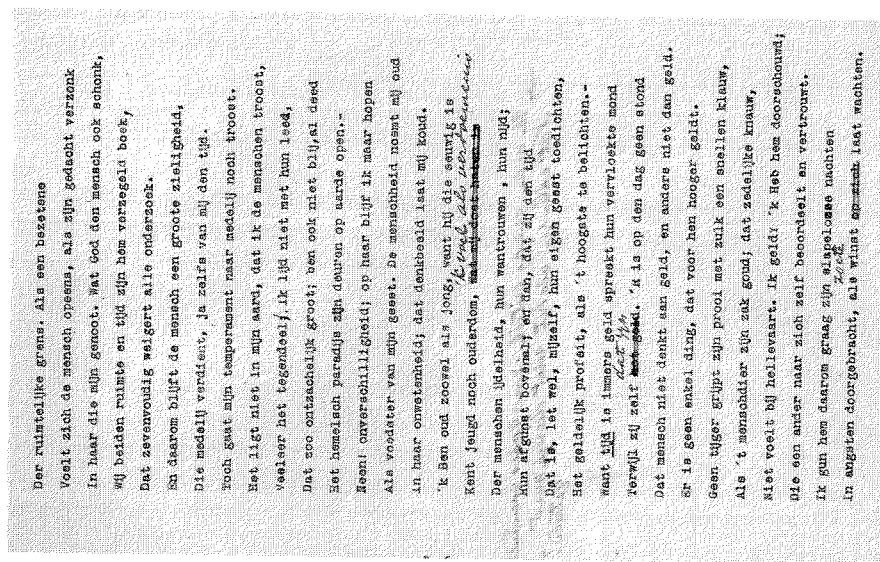 Der ruimtelijke grens. Als een bezetene
Voelt zich de mensch opeens, als zijn gedacht verzonk
In haar die mijn genoot. Wat God den mensch ook schonk,
Wij beiden ruimte en tijd zijn hem verzegeld boek,
Dat zevenvoudig weigert alle onderzoek.
En daarom blijft de mensch een groote zieligheid,
Die medelij verdient, ja zelfs van mij den tijd.
Toch gaat mijn temperament naar medelij noch troost.
Het ligt niet in mijn aard, dat ik de menschen troost,
Veeleer het tegendeel; ik lijd niet met hun leed,
Dat zoo ontzachelijk groot; ben ook niet blij, al deed
Het hemelsch paradijs zijn deuren op aarde open.-
Neen! onverschilligheid; op haar blijf ik maar hopen
Als voedster van mijn geest. De menschheid noemt mij oud
in haar onwetenheid; dat denkbeeld laat mij koud.
'k Ben oud zoowel als jong, want hij die eeuwig is
Kent jeugd noch ouderdom,
Der menschen ijdelheid, hun wantrouwen , hun nijd;
Hun afgunst bovenal; en dan, dat zij den tijd
Dat is, let wel, mijzelf, hun eigen geest toedichten,
Het geldelijk profijt, als 't hoogste te belichten.-
Want tijd is immers geld spreekt hun vervloekte mond
dat zijn
Terwijl zij zelf het geld. 'k is op den dag geen stond
Dat mensch niet denkt aan geld, en anders niet dan geld.
Er is geen enkel ding, dat voor hen hooger geldt.
Geen tijger grijpt zijn prooi met zulk een snellen klauw,
Als 't menschdier zijn zak goud; dat zedelijke knauw,
Niet voelt bij hellevaart. Ik geld; 'k Heb hem doorschouwd;
Die een ander naar zich zelf beoordeelt en vertrouwt.
Ik gun hem daarom graag zijn slapelooze nachten
In angsten doorgebracht, als winst op zich laat wachten.